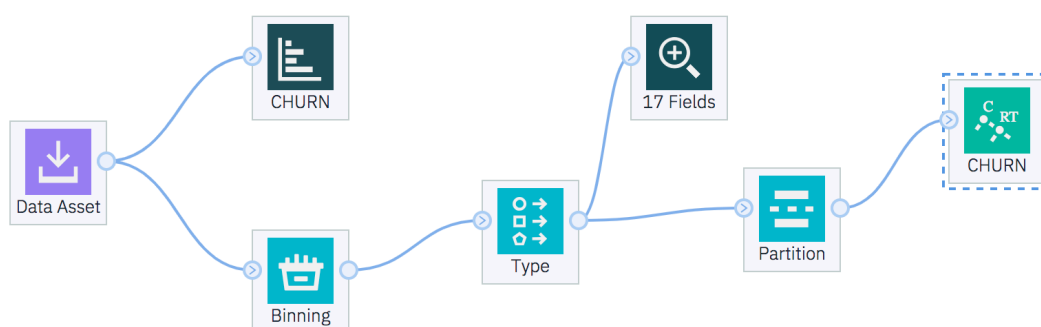 CHURN
17 Fields
C RT
CHURN
Data Asset
Type
Partition
Binning